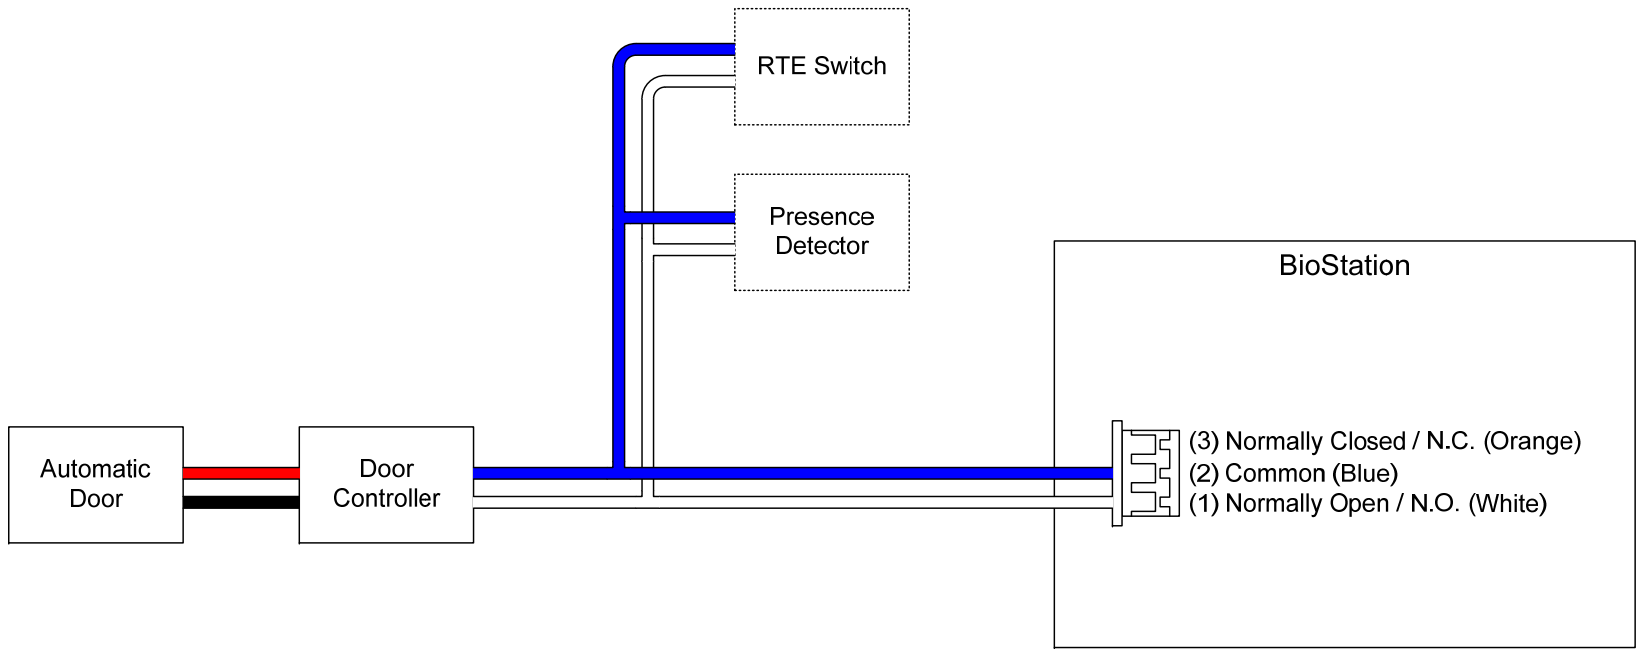 RTE Switch
Presence
Detector
BioStation
Automatic
Door
Door
Controller
(3) Normally Closed / N.C. (Orange)
(2) Common (Blue)
(1) Normally Open / N.O. (White)